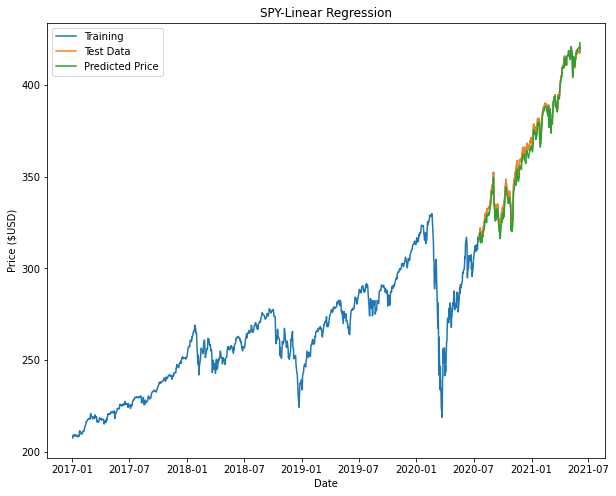 SPY-Linear Regression
Training
Test Data
Predicted Price
400
350
300
250
200
Price ($USD)
2017-01 2017-07 2018-01 2018-07 2019-01 2019-07 2020-01 2020-07 2021-01 2021-07
Date